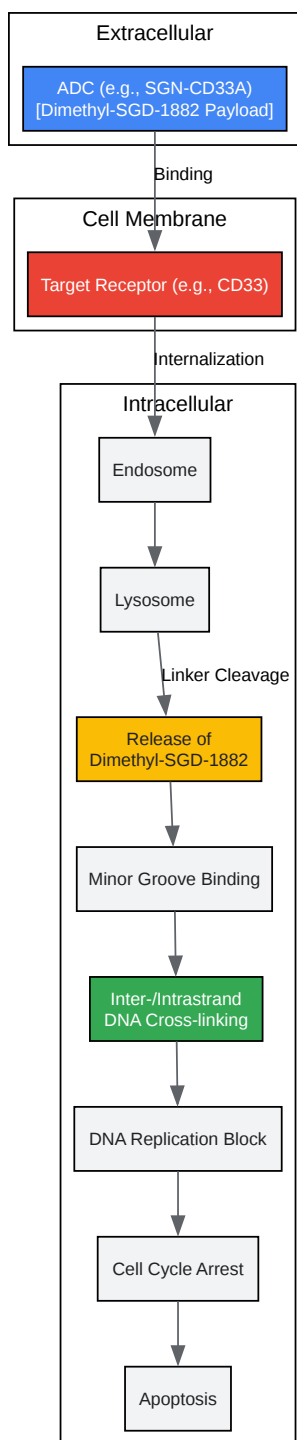 Extracellular
ADC (e.g., SGN-CD33A)
[Dimethyl-SGD-1882 Payload]
Binding
Cell Membrane
Target Receptor (e.g., CD33)
Internalization
Intracellular
Endosome
Lysosome
Linker Cleavage
Release of
Dimethyl-SGD-1882
Minor Groove Binding
Inter-/Intrastrand
DNA Cross-linking
DNA Replication Block
Cell Cycle Arrest
Apoptosis